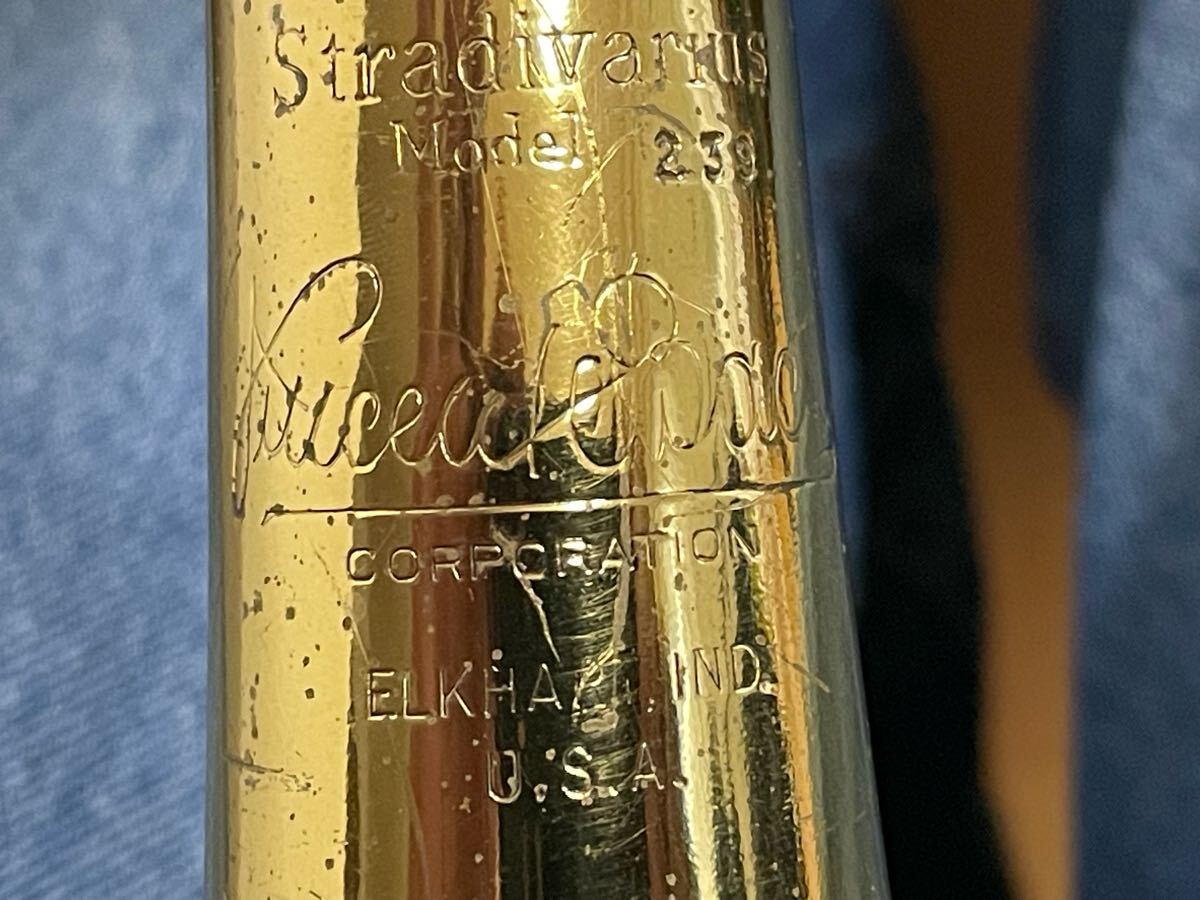 Stradivarius
Model 239
Vincent Bach
CORPORATION
ELKHART, IND.
U.S.A.